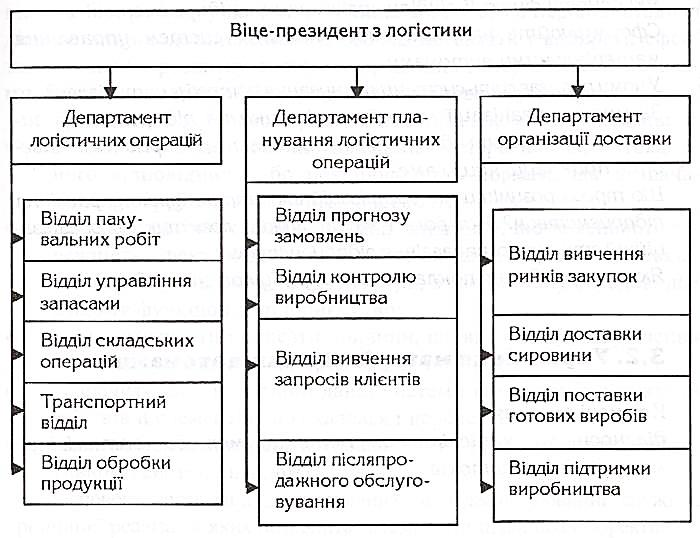 Віце-президент з логістики
Департамент
логістичних операцій
Департамент пла-
нування логістичних
операцій
Департамент
організації доставки
Відділ паку-
вальних робіт
Відділ управління
запасами
Відділ складських
операцій
Транспортний
відділ
Відділ обробки
продукції
Відділ прогнозу
замовлень
Відділ контролю
виробництва
Відділ вивчення
запросів клієнтів
Відділ післяпро-
дажного обслуго-
вування
Відділ вивчення
ринків закупок
Відділ доставки
сировини
Відділ поставки
готових виробів
Відділ підтримки
виробництва